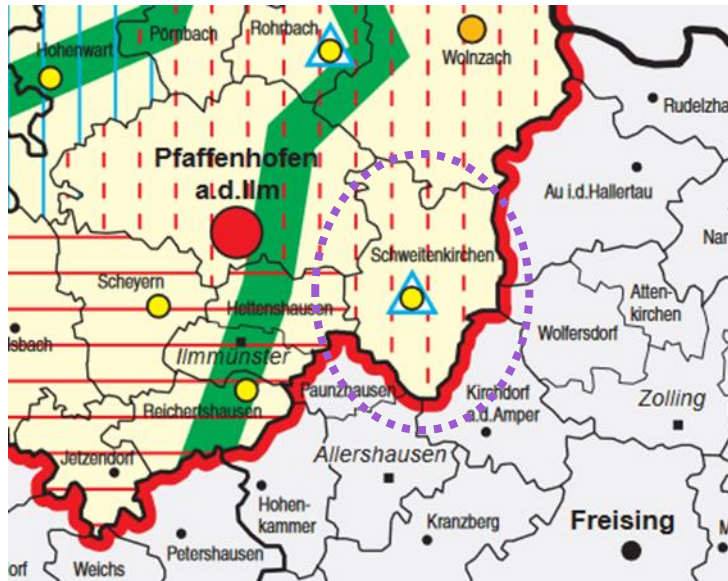 Pörnbach
Rohrbach
Hohenwart
Wolnzach
Rudelzha
Pfaffenhofen
a.d.Ilm
Au i.d.Hallertau
Nar
Schweitenkirchen
Scheyern
Hettenshausen
Atten-
kirchen
lsbach
Ilmmünster
Wolfersdorf
Paunzhausen
Kirchdorf
a.d.Amper
Zolling
Reichertshausen
Jetzendorf
Allershausen
Hohen-
kammer
Kranzberg
Freising
M
Petershausen
orf
Weichs